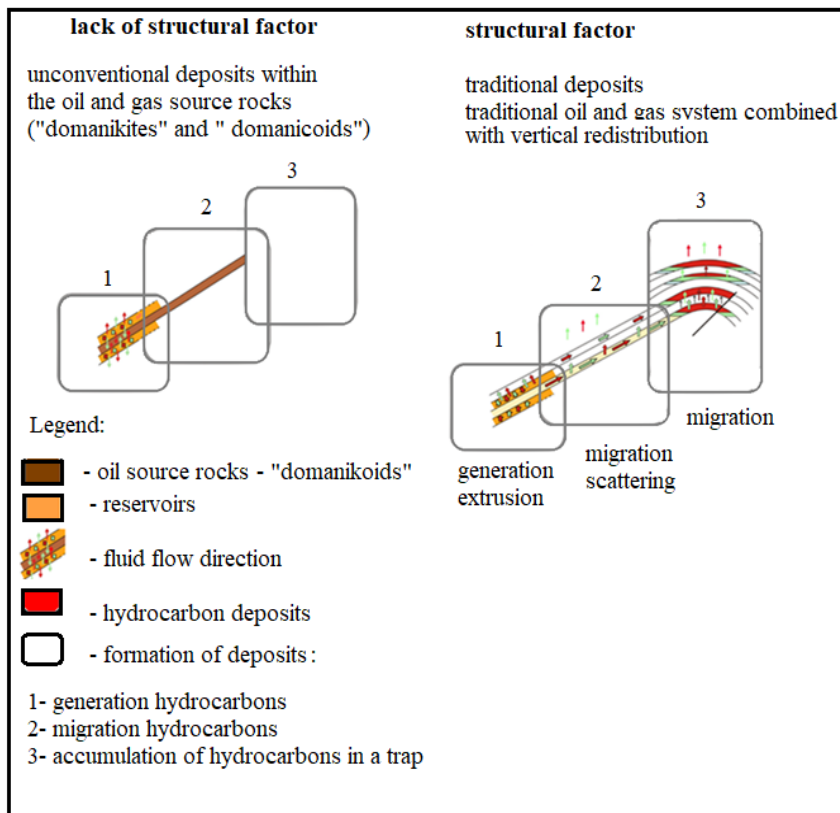 lack of structural factor
unconventional deposits within
the oil and gas source rocks
("domanikites" and " domanicoids")
3
2
1
structural factor
traditional deposits
traditional oil and gas system combined
with vertical redistribution
3
2
1
migration
migration
scattering
generation
extrusion
Legend:
- oil source rocks - "domanikoids"
- reservoirs
- fluid flow direction
- hydrocarbon deposits
- formation of deposits :
1- generation hydrocarbons
2- migration hydrocarbons
3- accumulation of hydrocarbons in a trap